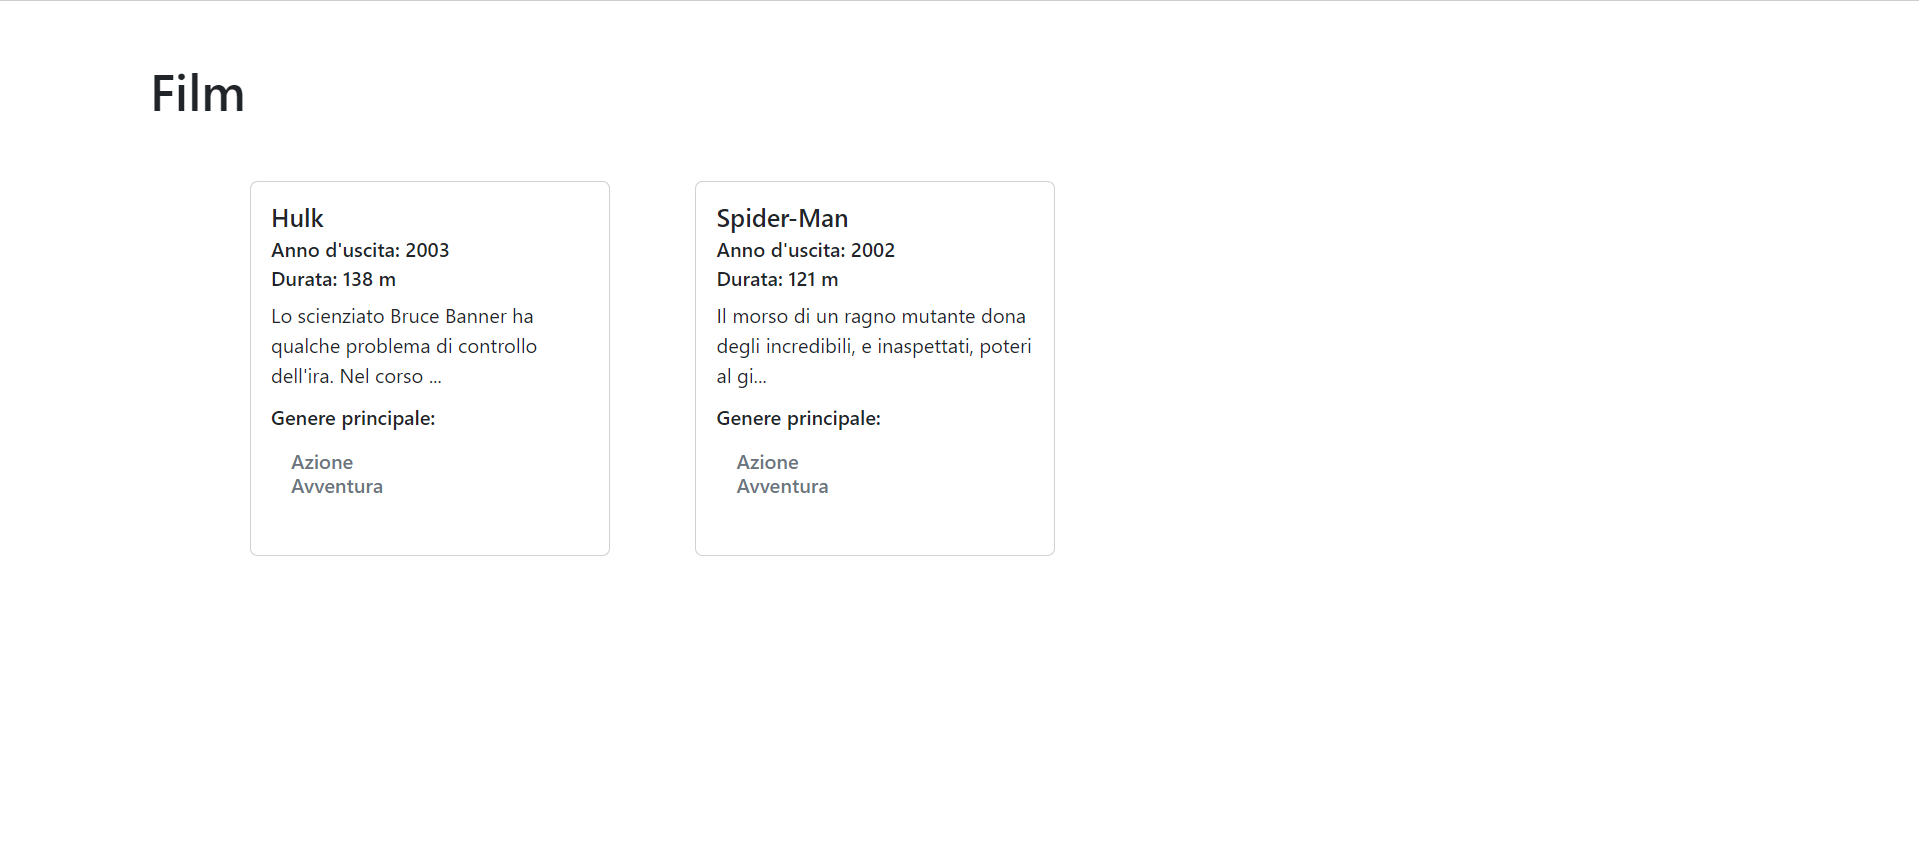 Film
Hulk
Anno d'uscita: 2003
Durata: 138 m
Lo scienziato Bruce Banner ha
qualche problema di controllo
dell'ira. Nel corso ...
Genere principale:
Azione
Avventura
Spider-Man
Anno d'uscita: 2002
Durata: 121 m
Il morso di un ragno mutante dona
degli incredibili, e inaspettati, poteri
al gi...
Genere principale:
Azione
Avventura